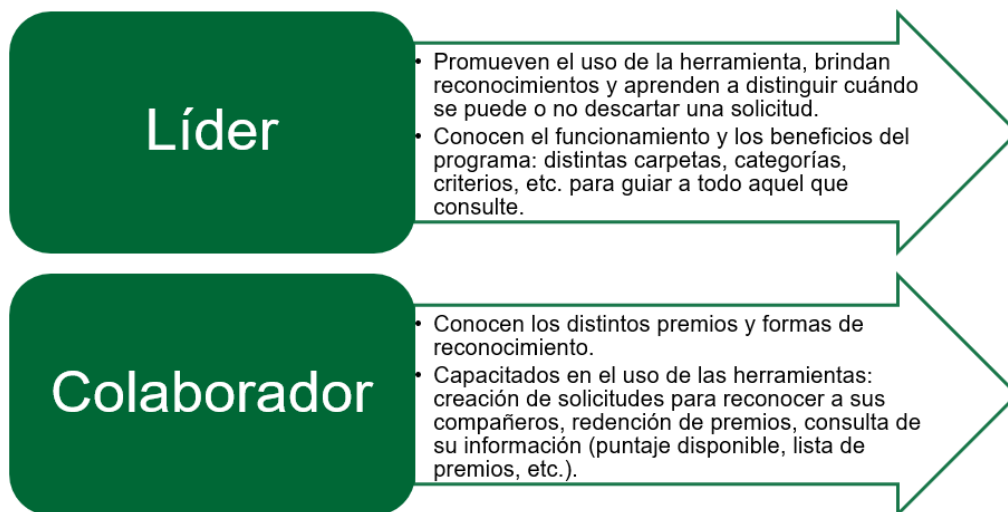 Líder
• Promueven el uso de la herramienta, brindan
reconocimientos y aprenden a distinguir cuándo
se puede o no descartar una solicitud.
• Conocen el funcionamiento y los beneficios del
programa: distintas carpetas, categorías,
criterios, etc. para guiar a todo aquel que
consulte.
Colaborador
• Conocen los distintos premios y formas de
reconocimiento.
• Capacitados en el uso de las herramientas:
creación de solicitudes para reconocer a sus
compañeros, redención de premios, consulta de
su información (puntaje disponible, lista de
premios, etc.).